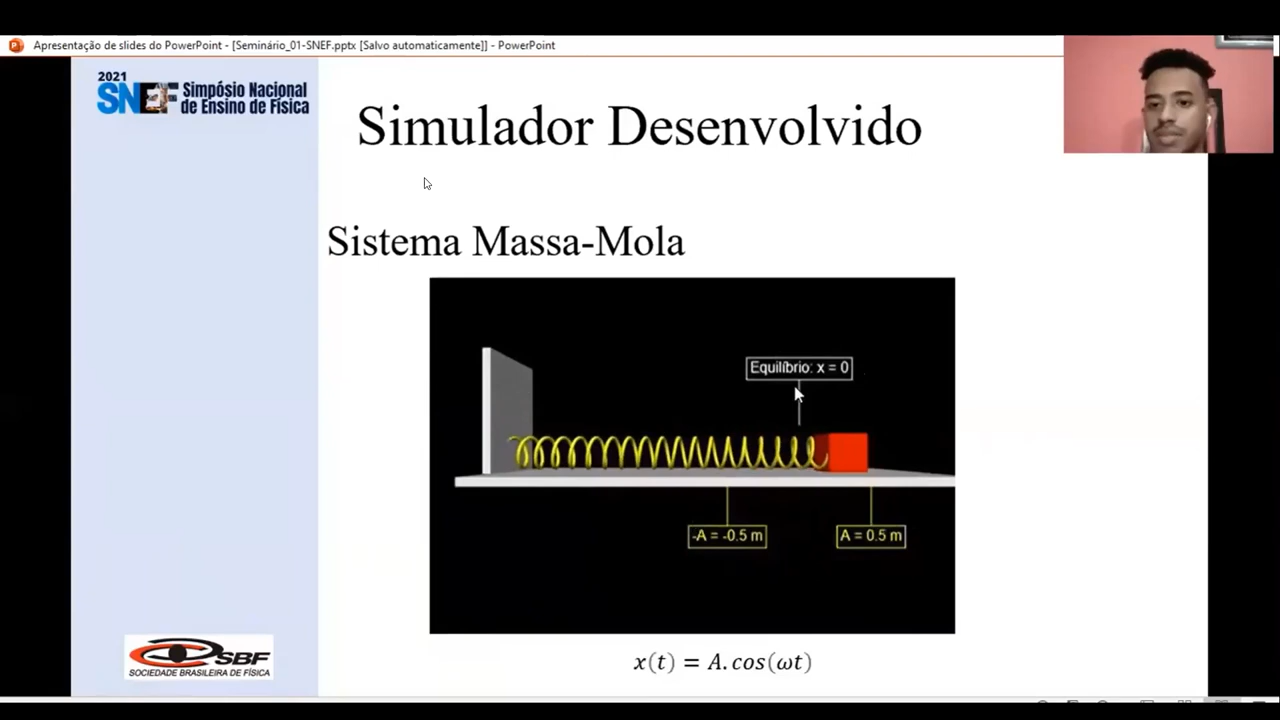 Apresentação de slides do PowerPoint - [Seminário_01-SNEF.pptx [Salvo automaticamente]] - PowerPoint
2021
SNEF Simpósio Nacional
de Ensino de Física
Simulador Desenvolvido
Sistema Massa-Mola
Equilíbrio: x = 0
-A = -0.5 m
A = 0.5 m
x(t) = A.cos(ωt)
SBF
SOCIEDADE BRASILEIRA DE FÍSICA